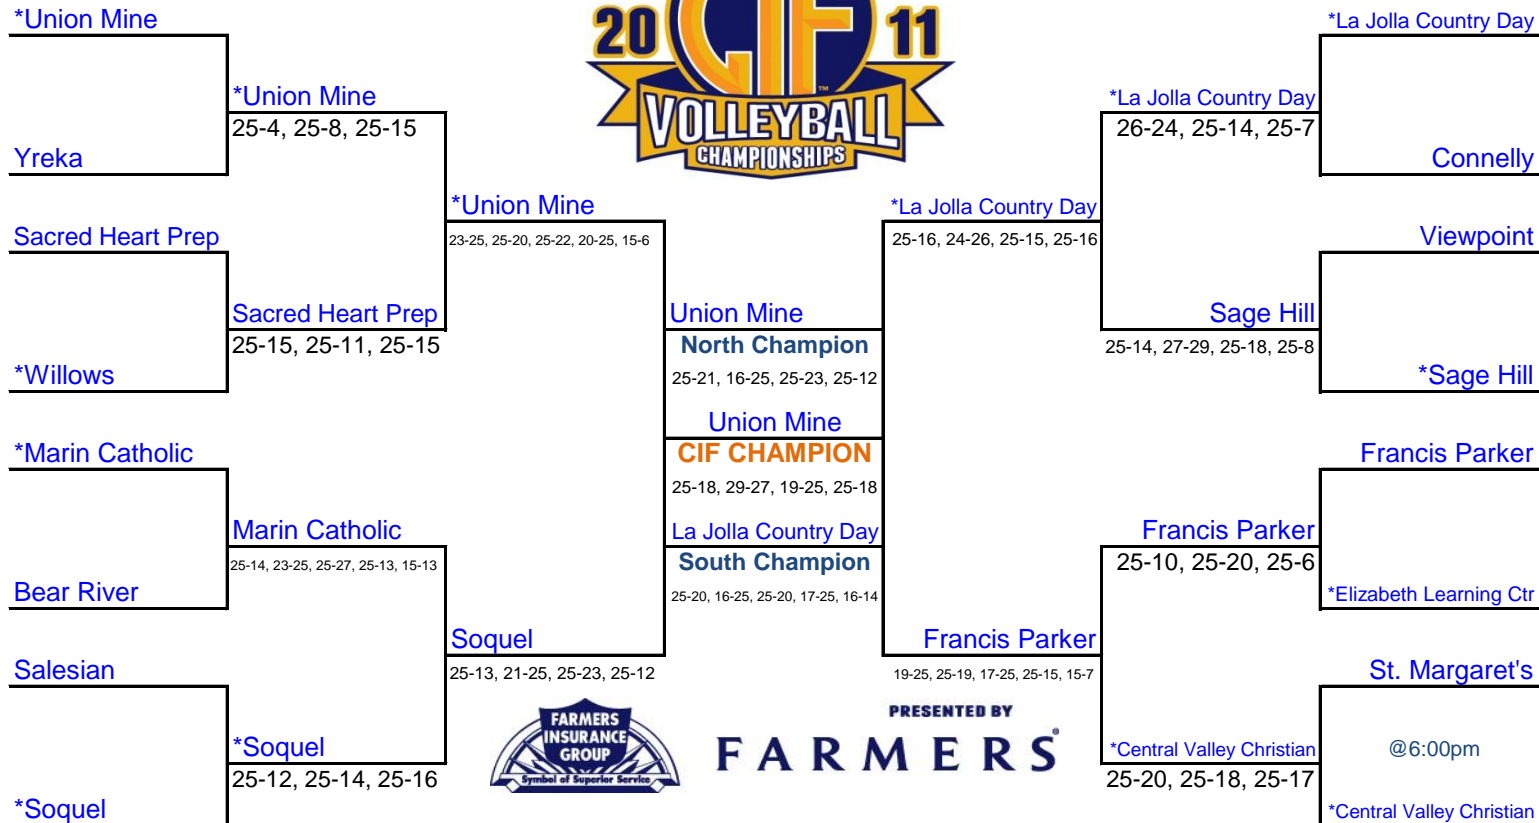 *Union Mine
20
CIF
11
VOLLEYBALL
CHAMPIONSHIPS
TM
*La Jolla Country Day
*Union Mine
25-4, 25-8, 25-15
*La Jolla Country Day
26-24, 25-14, 25-7
Yreka
Connelly
*Union Mine
23-25, 25-20, 25-22, 20-25, 15-6
*La Jolla Country Day
25-16, 24-26, 25-15, 25-16
Sacred Heart Prep
Viewpoint
Sacred Heart Prep
25-15, 25-11, 25-15
Union Mine
North Champion
25-21, 16-25, 25-23, 25-12
Sage Hill
25-14, 27-29, 25-18, 25-8
*Willows
*Sage Hill
Union Mine
CIF CHAMPION
25-18, 29-27, 19-25, 25-18
*Marin Catholic
Francis Parker
Marin Catholic
25-14, 23-25, 25-27, 25-13, 15-13
La Jolla Country Day
South Champion
25-20, 16-25, 25-20, 17-25, 16-14
Francis Parker
25-10, 25-20, 25-6
Bear River
*Elizabeth Learning Ctr
Soquel
25-13, 21-25, 25-23, 25-12
Francis Parker
19-25, 25-19, 17-25, 25-15, 15-7
Salesian
St. Margaret's
FARMERS
INSURANCE
GROUP
Symbol of Superior Service
PRESENTED BY
FARMERS®
*Soquel
25-12, 25-14, 25-16
*Central Valley Christian
25-20, 25-18, 25-17
@6:00pm
*Soquel
*Central Valley Christian